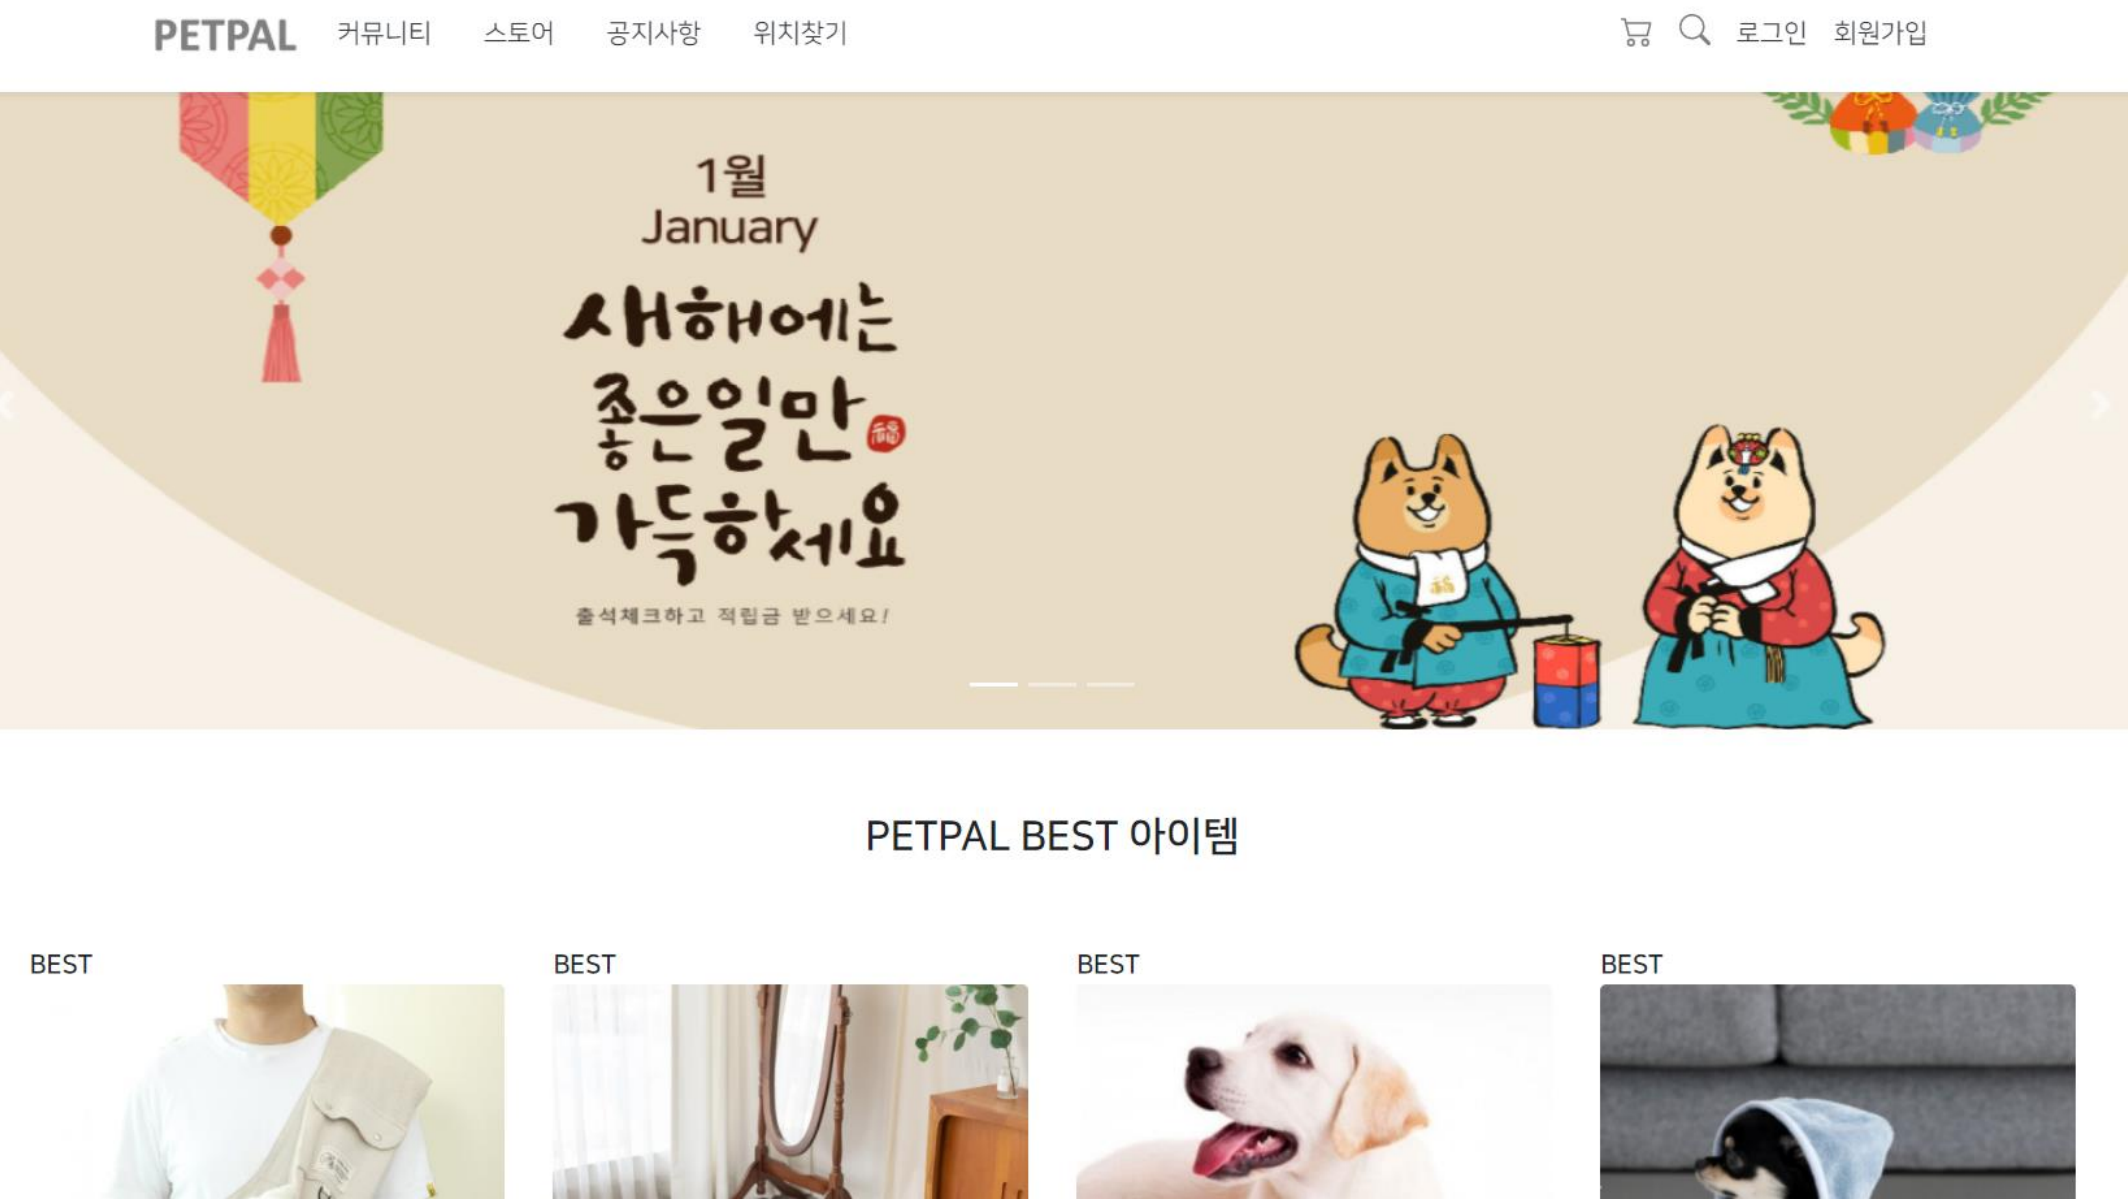 PETPAL 커뮤니티 스토어 공지사항 위치찾기 로그인 회원가입
1월
January
새해에는
좋은일만
福
가득하세요
출석체크하고 적립금 받으세요!
福
PETPAL BEST 아이템
BEST BEST BEST BEST